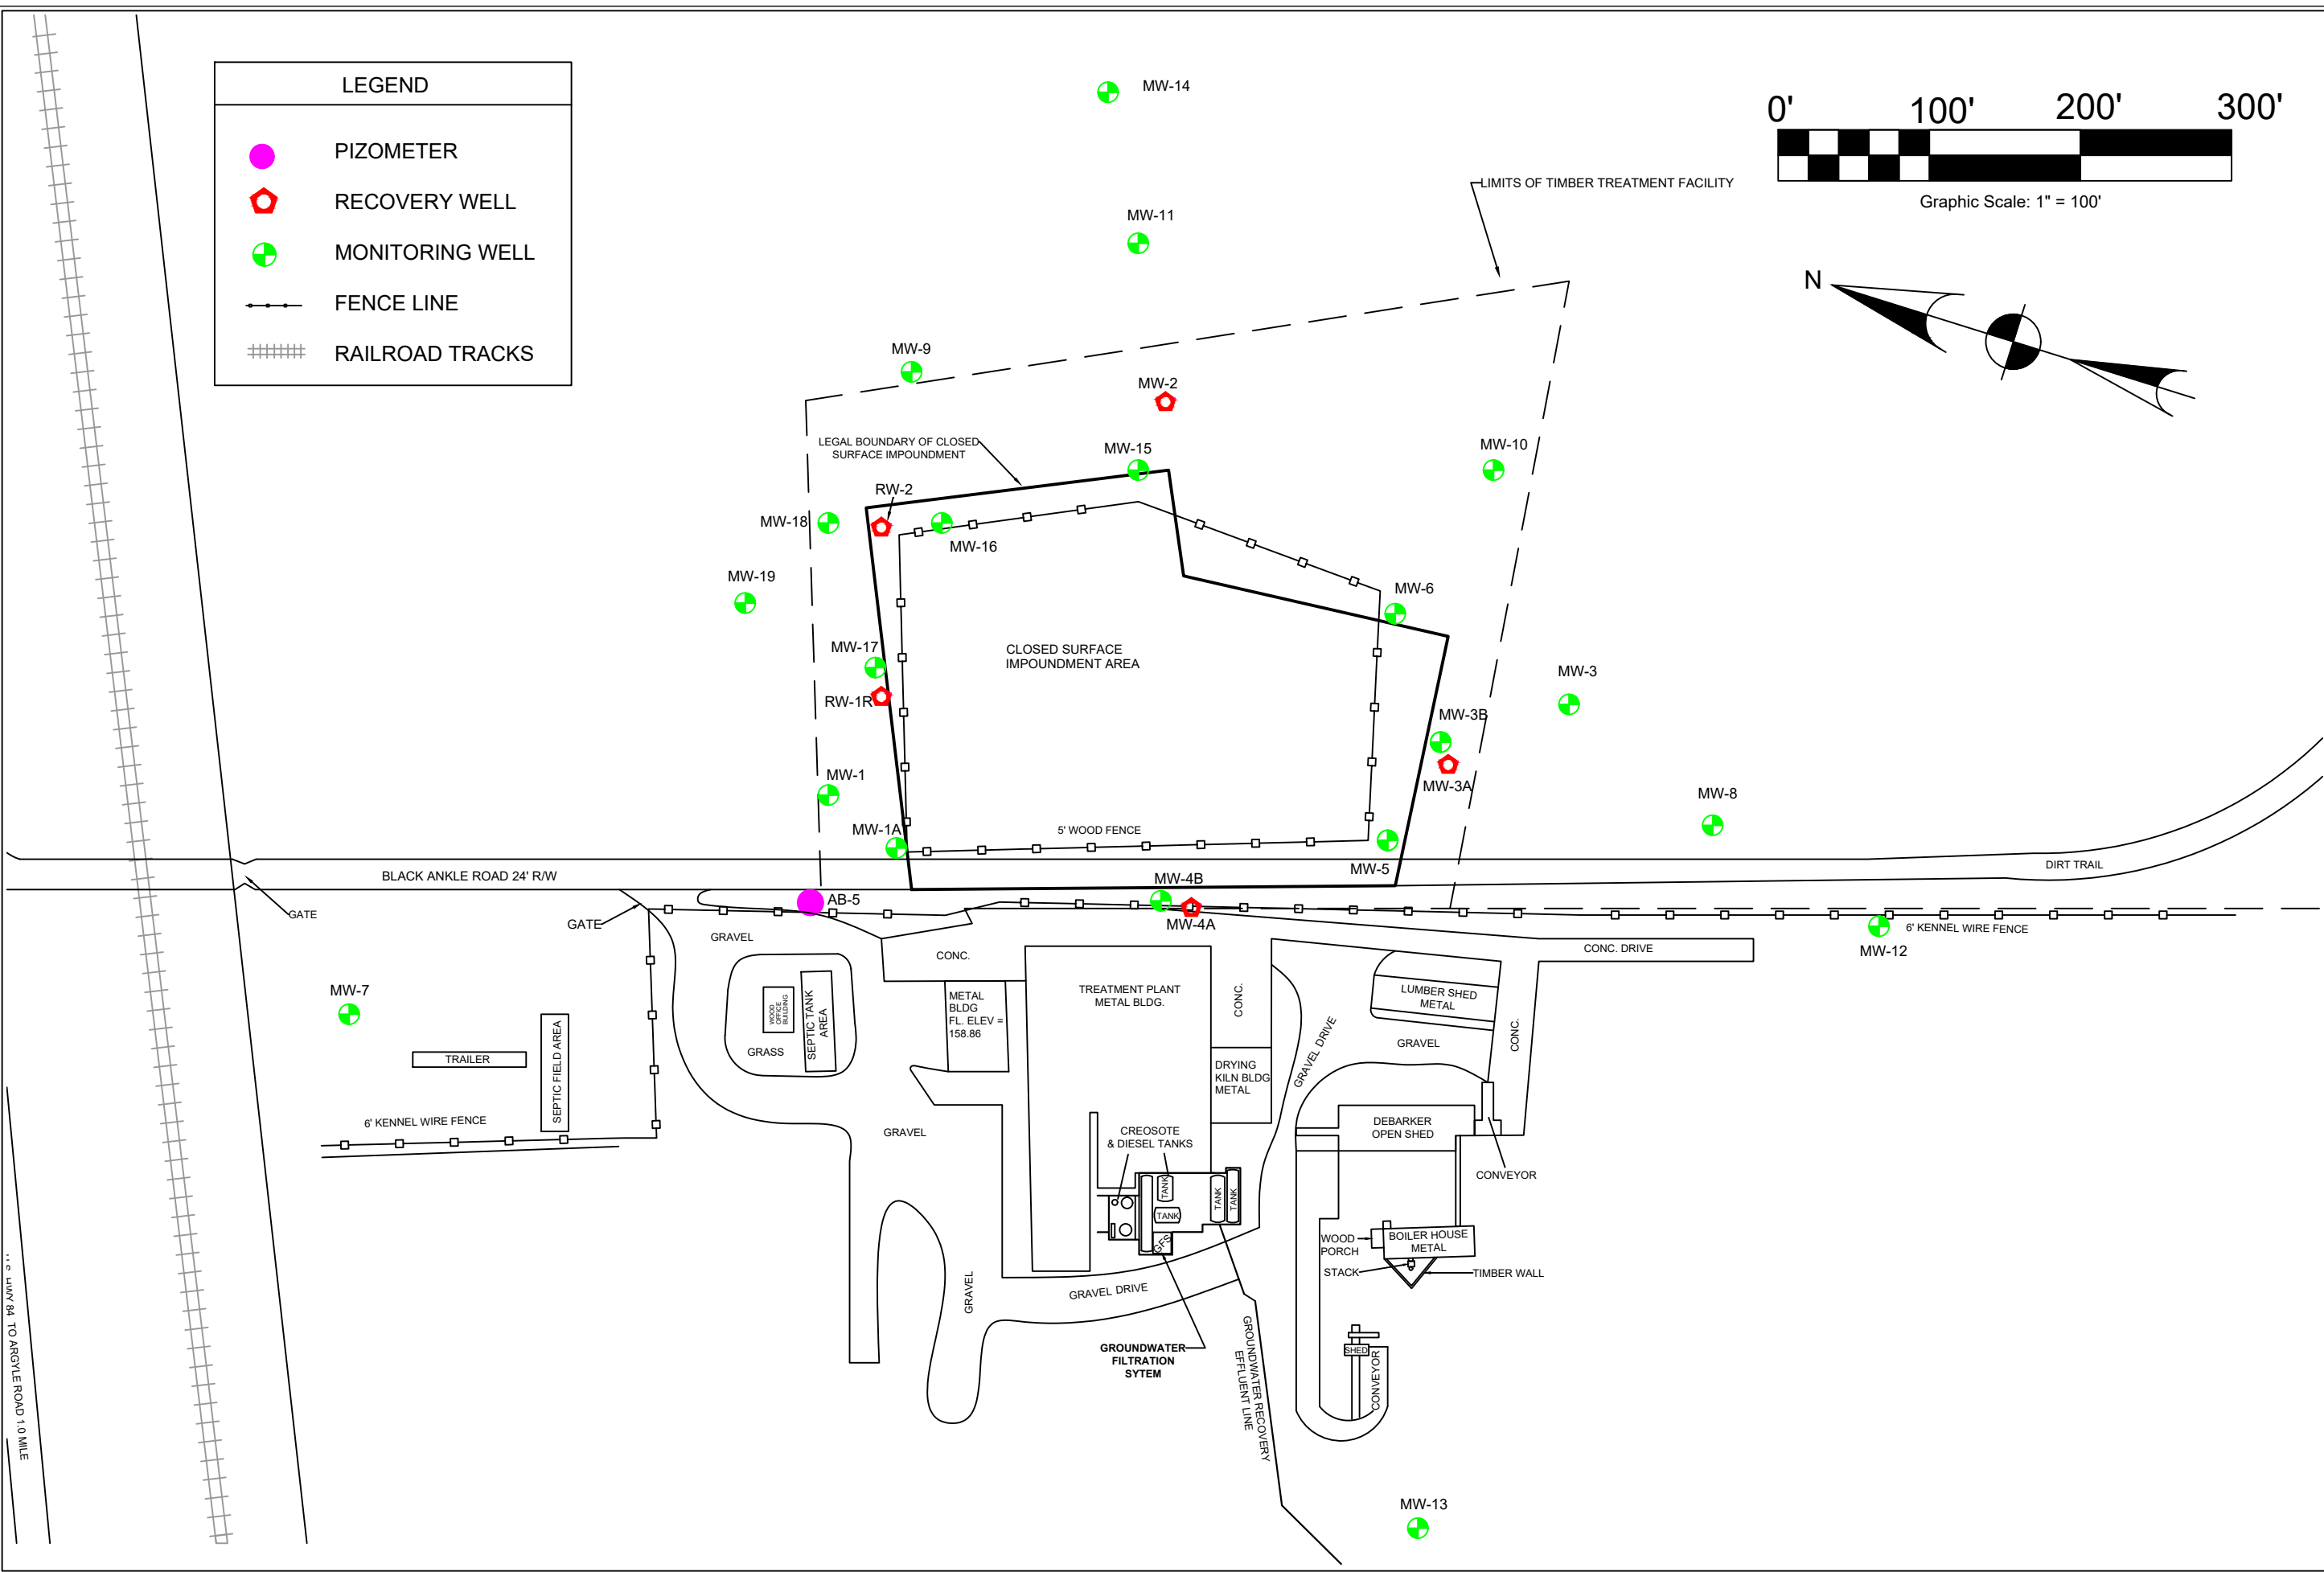 LEGEND
PIZOMETER
RECOVERY WELL
MONITORING WELL
FENCE LINE
RAILROAD TRACKS
MW-14
MW-11
0' 100' 200' 300'
Graphic Scale: 1" = 100'
LIMITS OF TIMBER TREATMENT FACILITY
N
MW-9
MW-2
LEGAL BOUNDARY OF CLOSED
SURFACE IMPOUNDMENT
MW-15
MW-10
RW-2
MW-18
MW-16
MW-19
MW-6
MW-17
CLOSED SURFACE
IMPOUNDMENT AREA
MW-3
RW-1R
MW-3B
MW-1
MW-3A
MW-8
MW-1A
5' WOOD FENCE
MW-5
DIRT TRAIL
BLACK ANKLE ROAD 24' R/W
MW-4B
AB-5
GATE
GATE
MW-4A
6' KENNEL WIRE FENCE
MW-12
GRAVEL
CONC.
CONC. DRIVE
MW-7
WOOD
OFFICE
BUILDING
SEPTIC TANK
AREA
GRASS
METAL
BLDG
FL. ELEV =
158.86
TREATMENT PLANT
METAL BLDG.
CONC.
LUMBER SHED
METAL
CONC.
GRAVEL DRIVE
GRAVEL
TRAILER
SEPTIC FIELD AREA
DRYING
KILN BLDG
METAL
6' KENNEL WIRE FENCE
GRAVEL
CREOSOTE
& DIESEL TANKS
DEBARKER
OPEN SHED
CONVEYOR
TANK
TANK
TANK
TANK
GFS
WOOD
PORCH
BOILER HOUSE
METAL
STACK
TIMBER WALL
GRAVEL
GRAVEL DRIVE
GROUNDWATER
FILTRATION
SYTEM
GROUNDWATER RECOVERY
EFFLUENT LINE
SHED
CONVEYOR
HWY 84 TO ARGYLE ROAD 1.0 MILE
MW-13